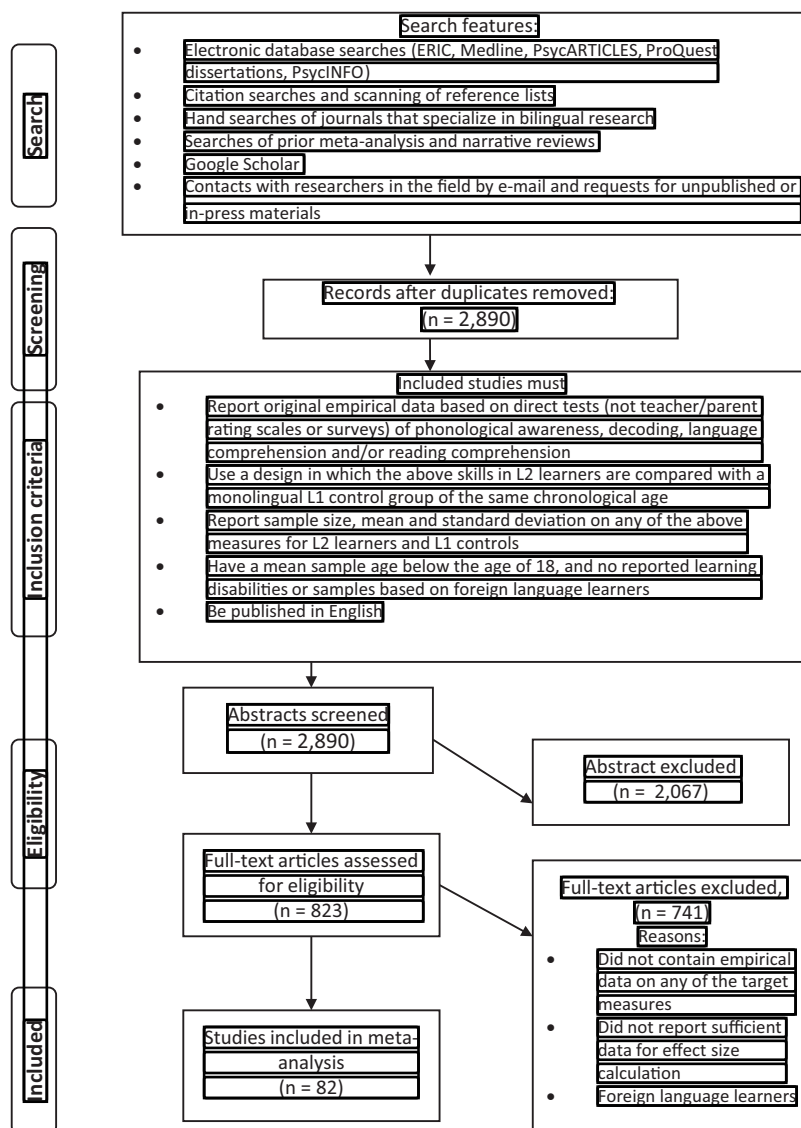 Search
Search features:
• Electronic database searches (ERIC, Medline, PsycARTICLES, ProQuest
dissertations, PsycINFO)
• Citation searches and scanning of reference lists
• Hand searches of journals that specialize in bilingual research
• Searches of prior meta-analysis and narrative reviews
• Google Scholar
• Contacts with researchers in the field by e-mail and requests for unpublished or
in-press materials
Screening
Records after duplicates removed:
(n = 2,890)
Inclusion criteria
Included studies must
• Report original empirical data based on direct tests (not teacher/parent
rating scales or surveys) of phonological awareness, decoding, language
comprehension and/or reading comprehension
• Use a design in which the above skills in L2 learners are compared with a
monolingual L1 control group of the same chronological age
• Report sample size, mean and standard deviation on any of the above
measures for L2 learners and L1 controls
• Have a mean sample age below the age of 18, and no reported learning
disabilities or samples based on foreign language learners
• Be published in English
Eligibility
Abstracts screened
(n = 2,890)
Abstract excluded
(n = 2,067)
Full-text articles assessed
for eligibility
(n = 823)
Full-text articles excluded,
(n = 741)
Reasons:
• Did not contain empirical
data on any of the target
measures
• Did not report sufficient
data for effect size
calculation
• Foreign language learners
Included
Studies included in meta-
analysis
(n = 82)